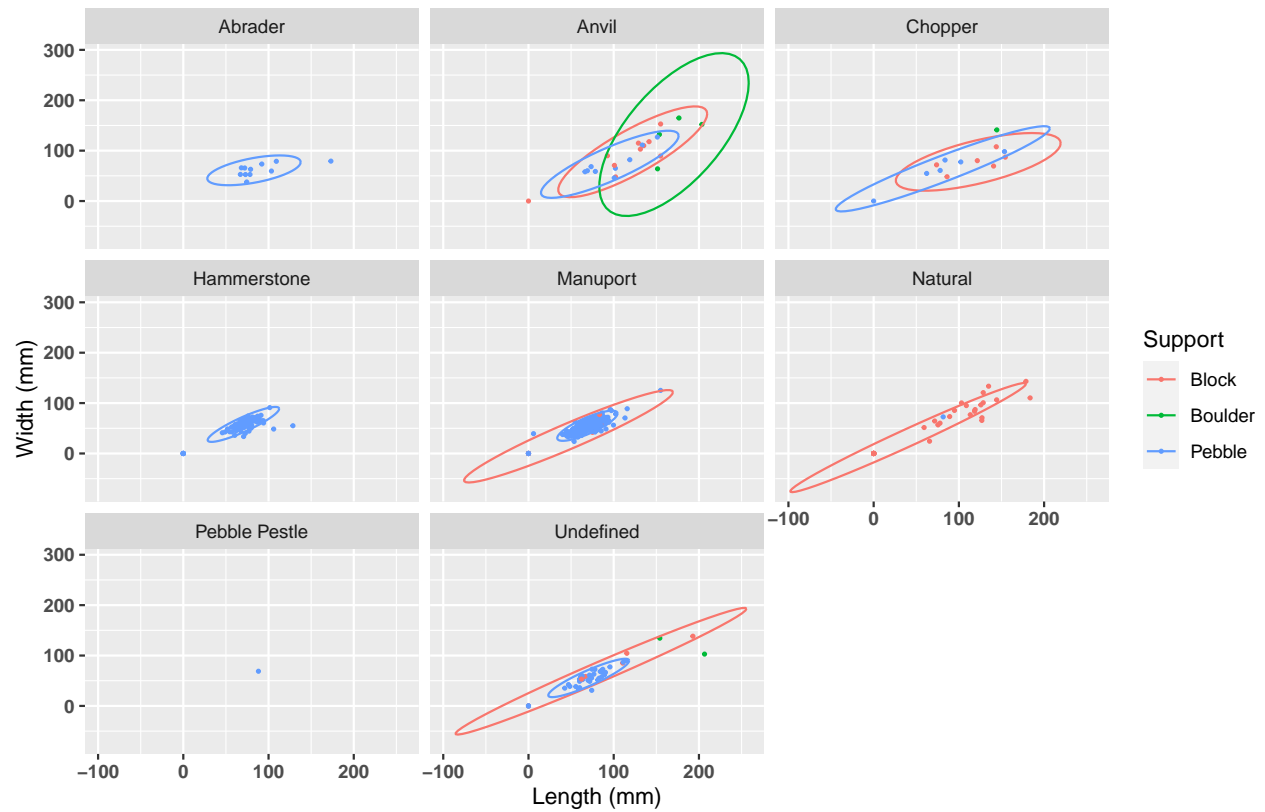 Abrader Anvil Chopper
300
200
100
0
Hammerstone Manuport Natural
300
200
100
0
−100 0 100 200
Pebble Pestle Undefined
300
200
100
0
−100 0 100 200 −100 0 100 200
Length (mm)
Width (mm)
Support
Block
Boulder
Pebble